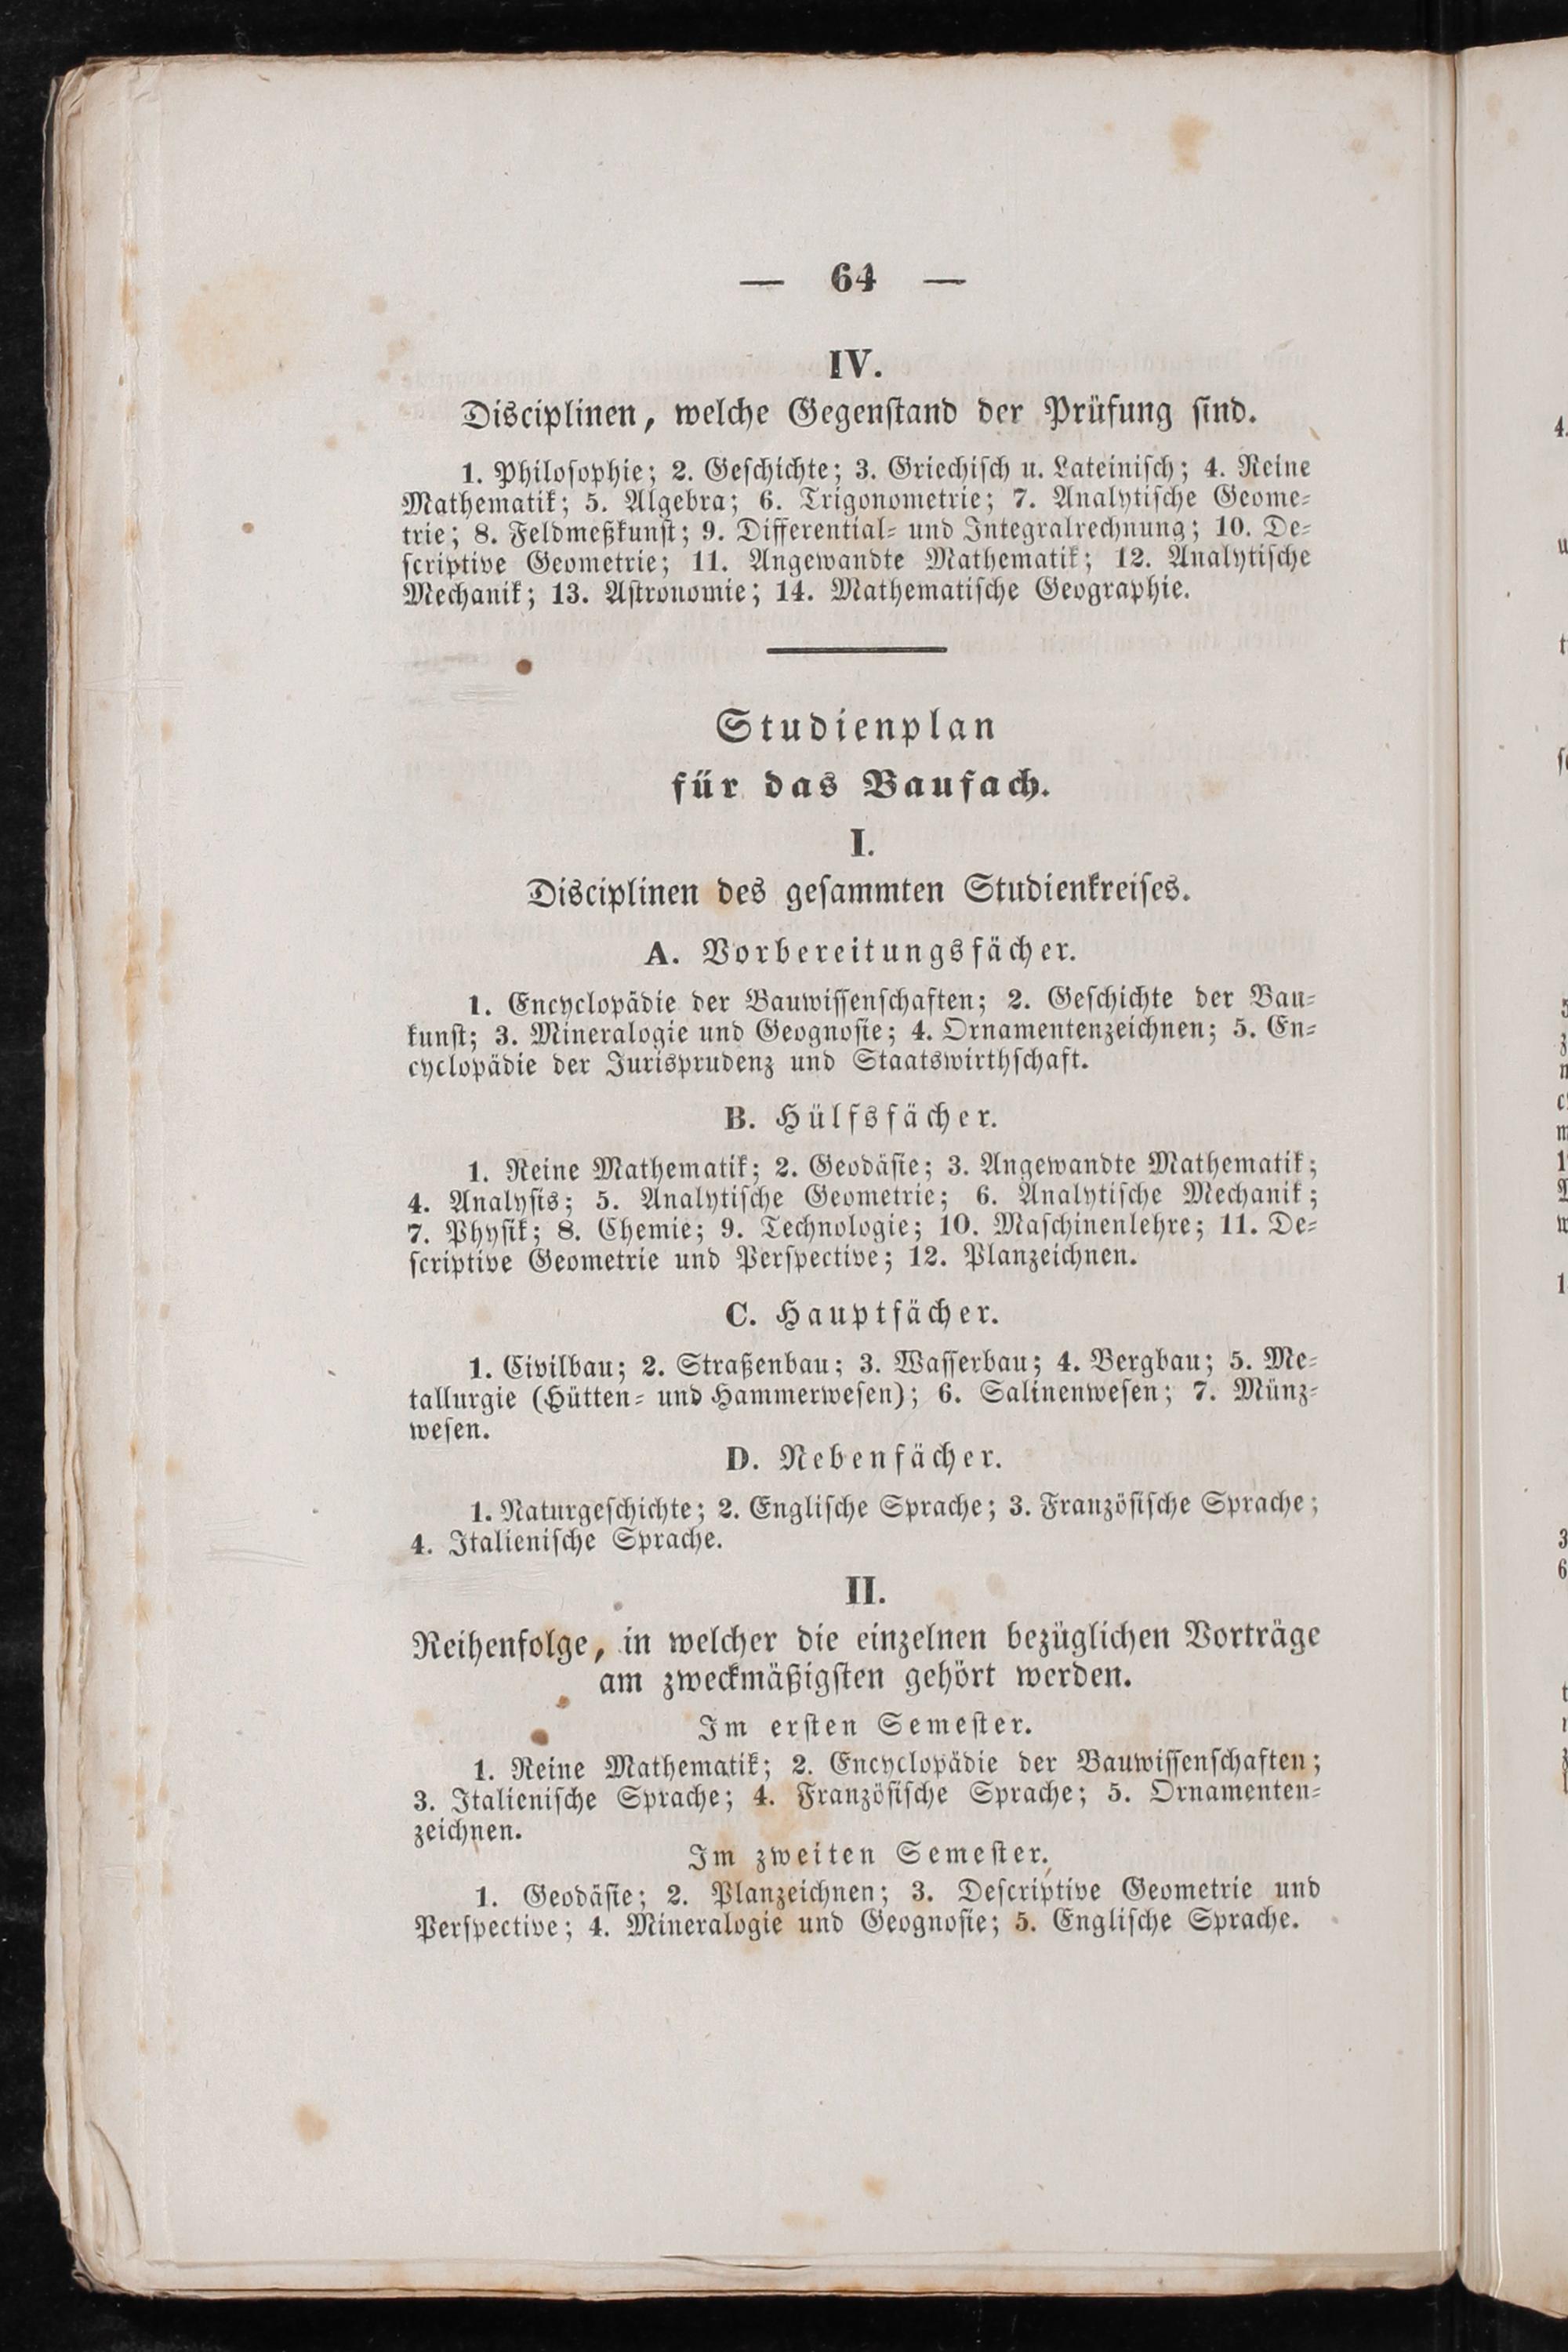 — 64 —
IV.
Disciplinen, welche Gegenstand der Prüfung sind.
1. Philosophie; 2. Geschichte; 3. Griechisch u. Lateinisch; 4. Reine
Mathematik; 5. Algebra; 6. Trigonometrie; 7. Analytische Geome-
trie; 8. Feldmeßkunst; 9. Differential- und Integralrechnung; 10. De-
scriptive Geometrie; 11. Angewandte Mathematik; 12. Analytische
Mechanik; 13. Astronomie; 14. Mathematische Geographie.
Studienplan
für das Baufach.
I.
Disciplinen des gesammten Studienkreises.
A. Vorbereitungsfächer.
1. Encyclopädie der Bauwissenschaften; 2. Geschichte der Bau-
kunst; 3. Mineralogie und Geognosie; 4. Ornamentenzeichnen; 5. En-
cyclopädie der Jurisprudenz und Staatswirthschaft.
B. Hülfsfächer.
1. Reine Mathematik; 2. Geodäsie; 3. Angewandte Mathematik;
4. Analysis; 5. Analytische Geometrie; 6. Analytische Mechanik;
7. Physik; 8. Chemie; 9. Technologie; 10. Maschinenlehre; 11. De-
scriptive Geometrie und Perspective; 12. Planzeichnen.
C. Hauptfächer.
1. Civilbau; 2. Straßenbau; 3. Wasserbau; 4. Bergbau; 5. Me-
tallurgie (Hütten- und Hammerwesen); 6. Salinenwesen; 7. Münz-
wesen.
D. Nebenfächer.
1. Naturgeschichte; 2. Englische Sprache; 3. Französische Sprache;
4. Italienische Sprache.
II.
Reihenfolge, in welcher die einzelnen bezüglichen Vorträge
am zweckmäßigsten gehört werden.
Im ersten Semester.
1. Reine Mathematik; 2. Encyclopädie der Bauwissenschaften;
3. Italienische Sprache; 4. Französische Sprache; 5. Ornamenten-
zeichnen.
Im zweiten Semester.
1. Geodäsie; 2. Planzeichnen; 3. Descriptive Geometrie und
Perspective; 4. Mineralogie und Geognosie; 5. Englische Sprache.